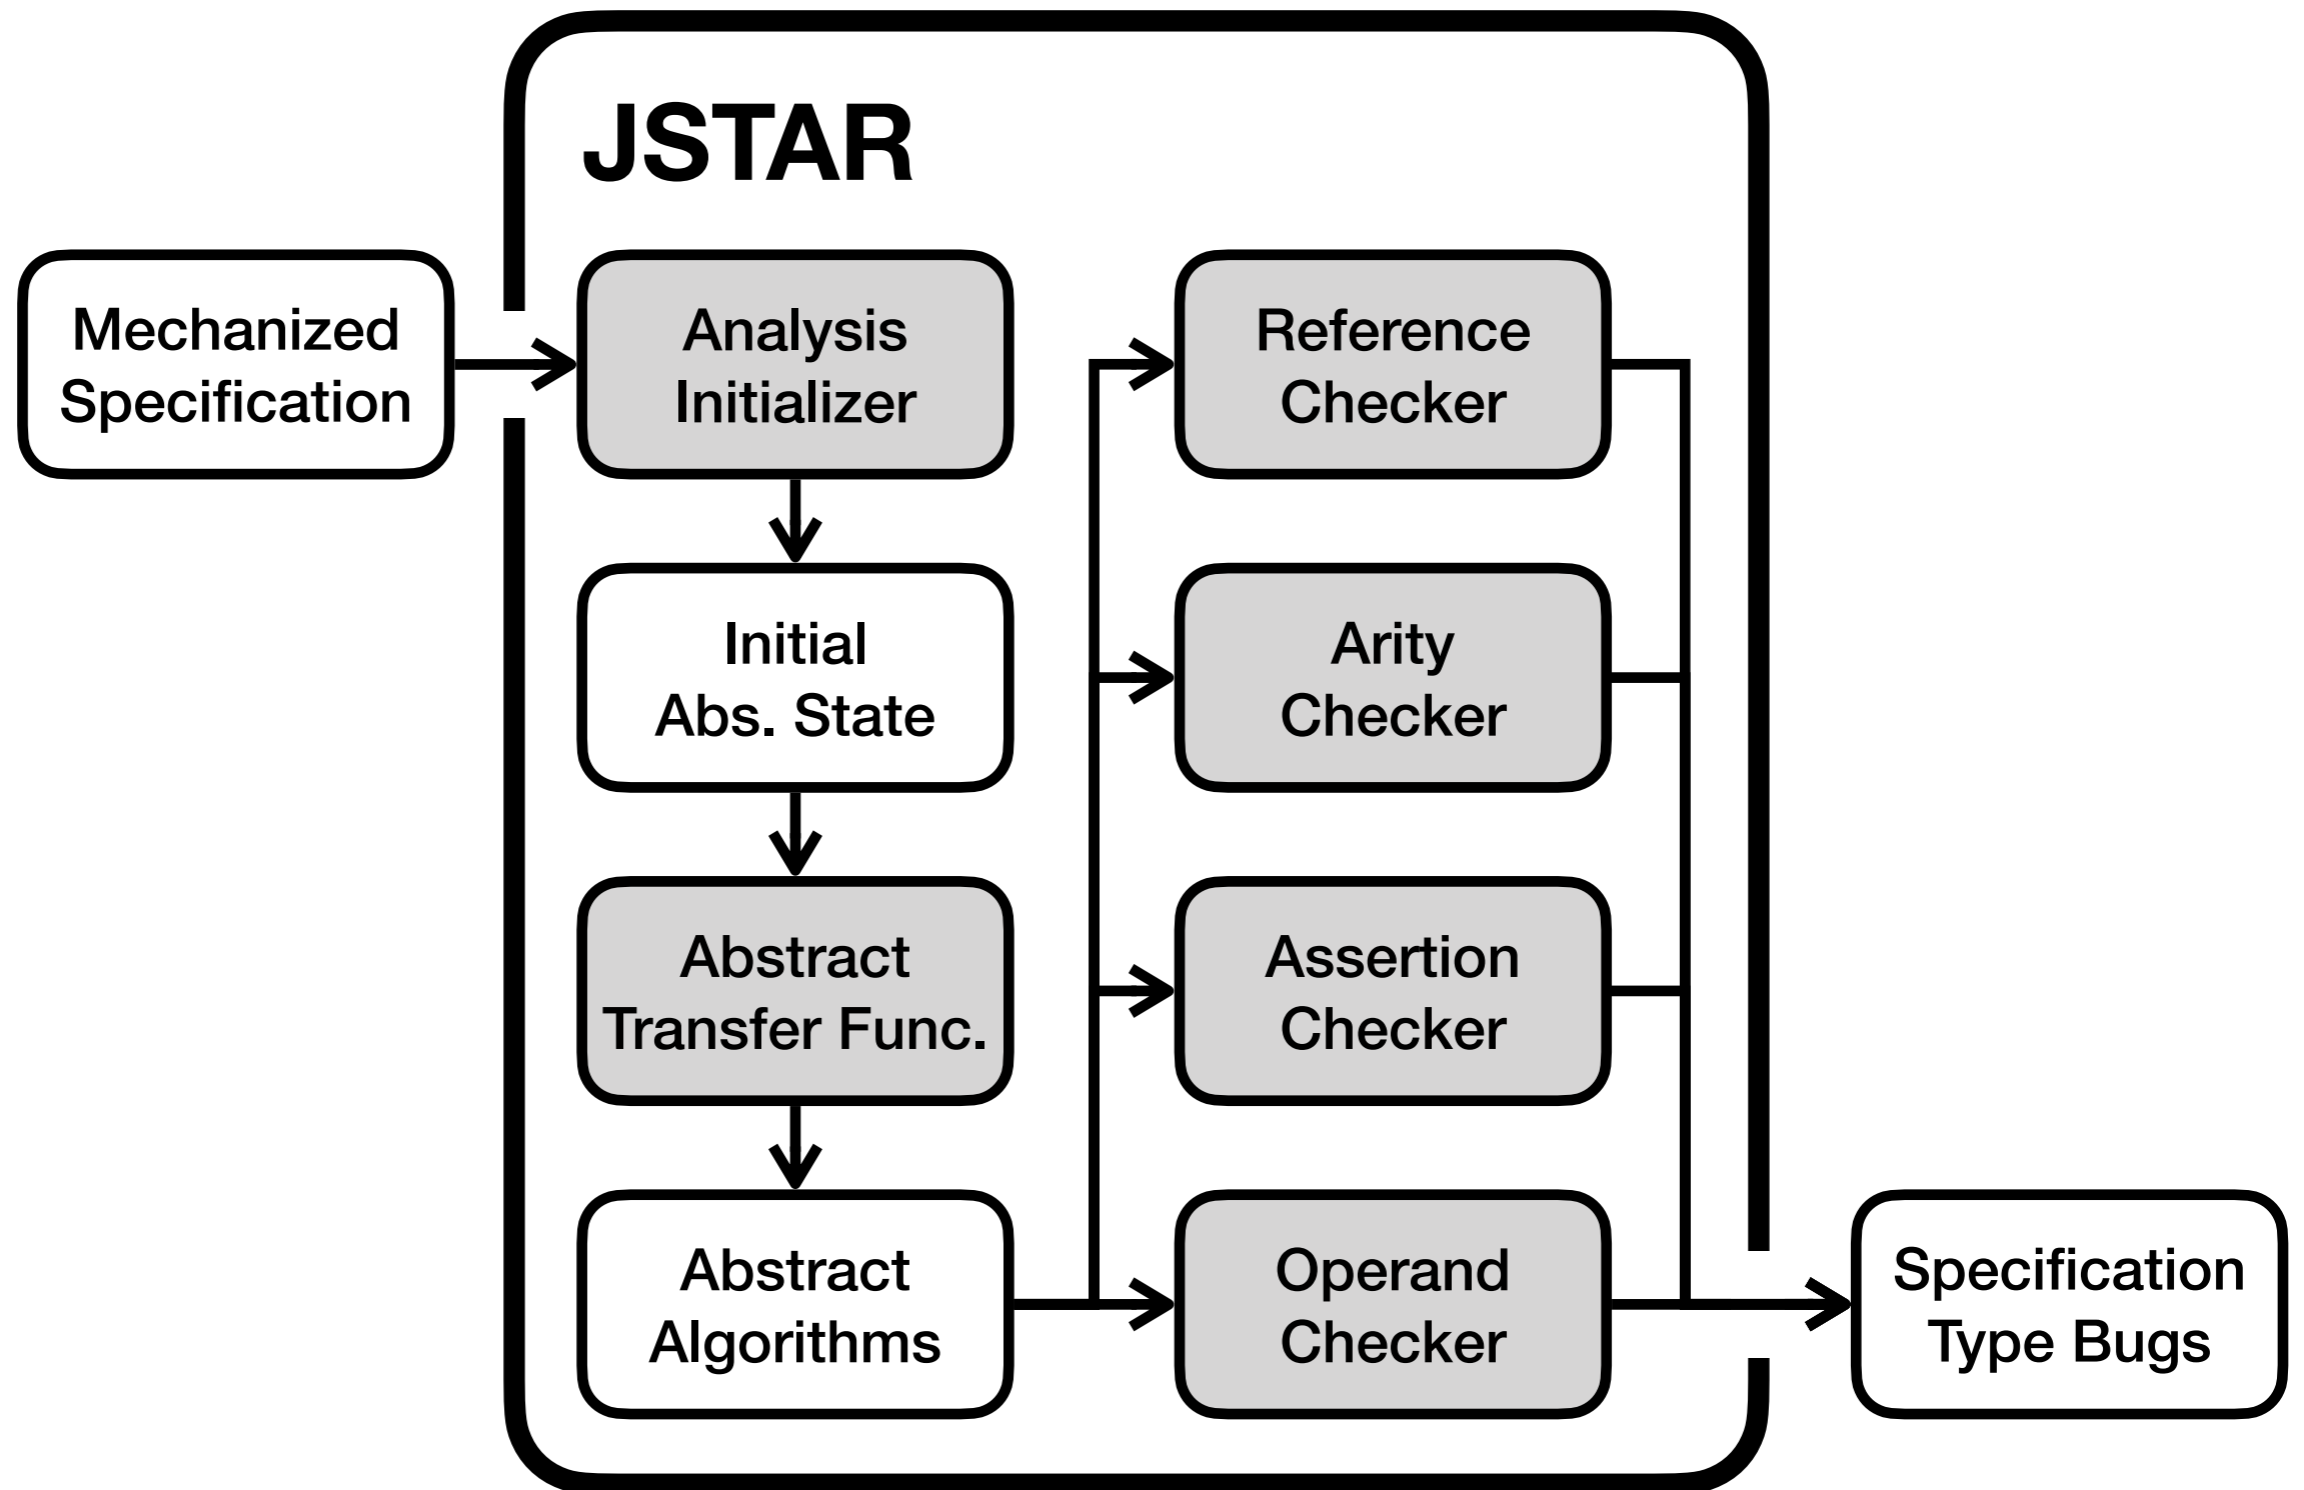 JSTAR
Mechanized
Specification
Analysis
Initializer
Initial
Abs. State
Abstract
Transfer Func.
Abstract
Algorithms
Reference
Checker
Arity
Checker
Assertion
Checker
Operand
Checker
Specification
Type Bugs